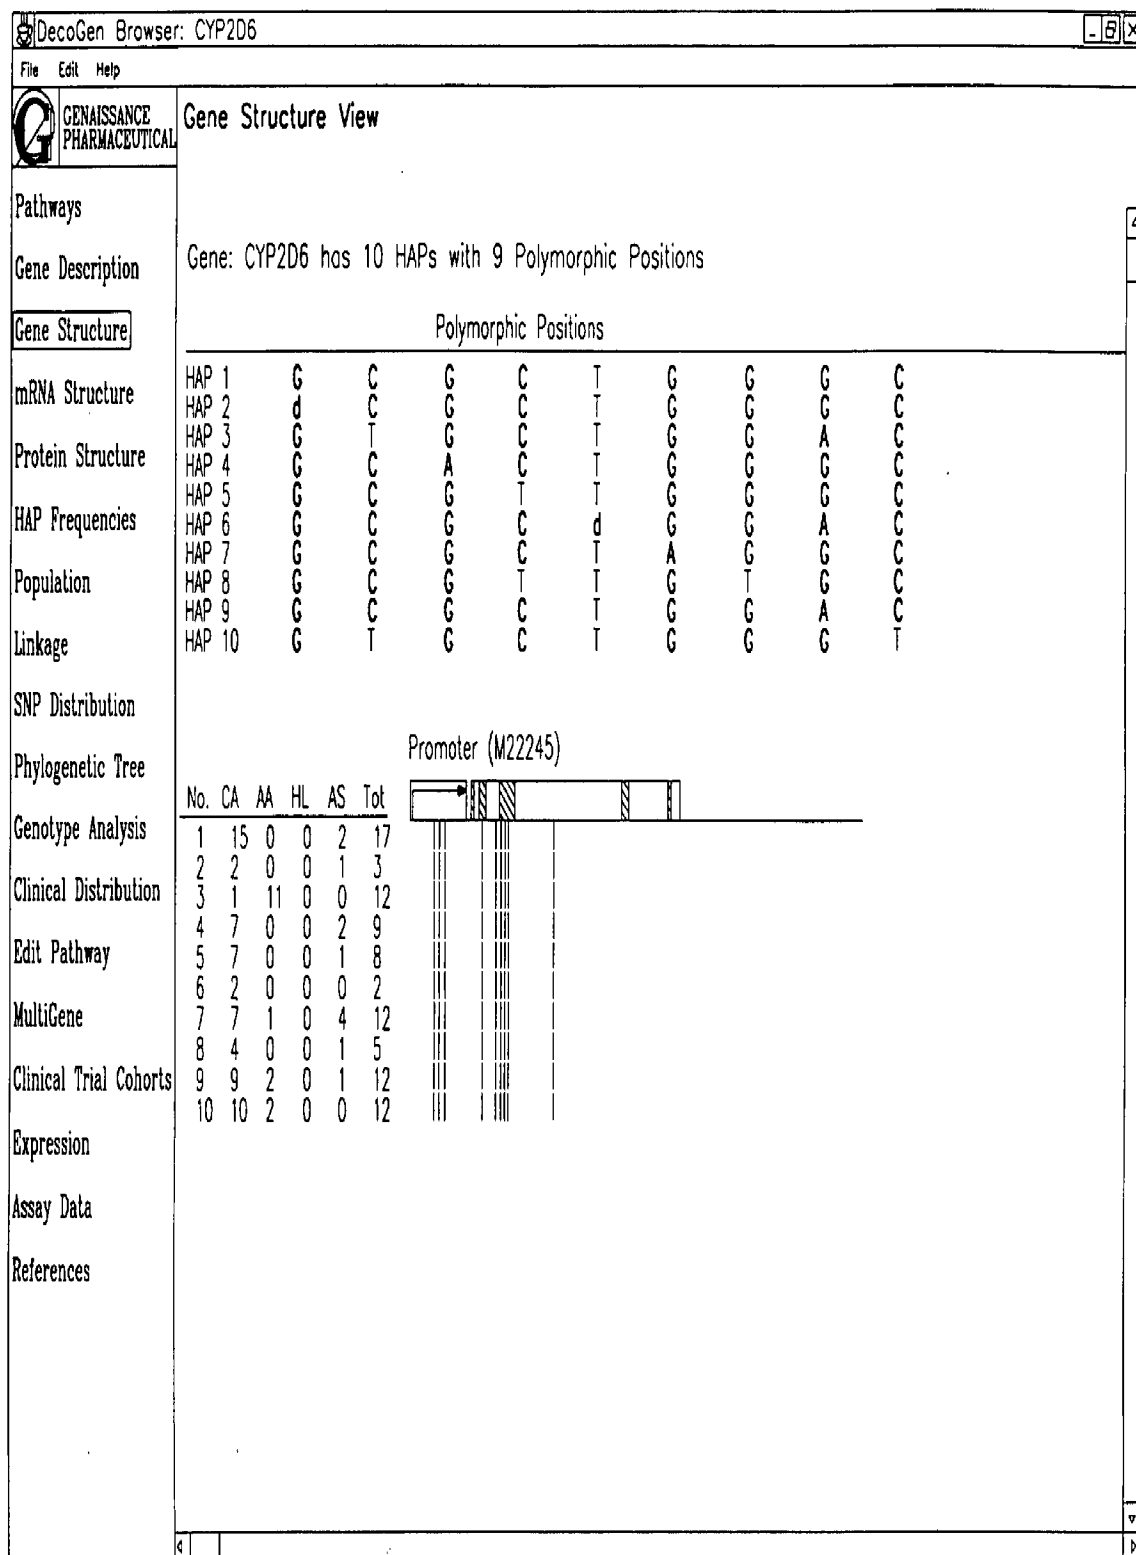 DecoGen Browser: CYP2D6
File Edit Help
GENAISSANCE
PHARMACEUTICAL
Gene Structure View
Pathways
Gene Description
Gene Structure
mRNA Structure
Protein Structure
HAP Frequencies
Population
Linkage
SNP Distribution
Phylogenetic Tree
Genotype Analysis
Clinical Distribution
Edit Pathway
MultiGene
Clinical Trial Cohorts
Expression
Assay Data
References
Gene: CYP2D6 has 10 HAPs with 9 Polymorphic Positions
Polymorphic Positions
HAP 1 G C G C T G G G C
HAP 2 d C G C T G G G C
HAP 3 G T G C T G G A C
HAP 4 G C A C T G G G C
HAP 5 G C G T T G G G C
HAP 6 G C G C d G G A C
HAP 7 G C G C T A G G C
HAP 8 G C G T T G T G C
HAP 9 G C G C T G G A C
HAP 10 G T G C T G G G T
Promoter (M22245)
No. CA AA HL AS Tot
1 15 0 0 2 17
2 2 0 0 1 3
3 1 11 0 0 12
4 7 0 0 2 9
5 7 0 0 1 8
6 2 0 0 0 2
7 7 1 0 4 12
8 4 0 0 1 5
9 9 2 0 1 12
10 10 2 0 0 12